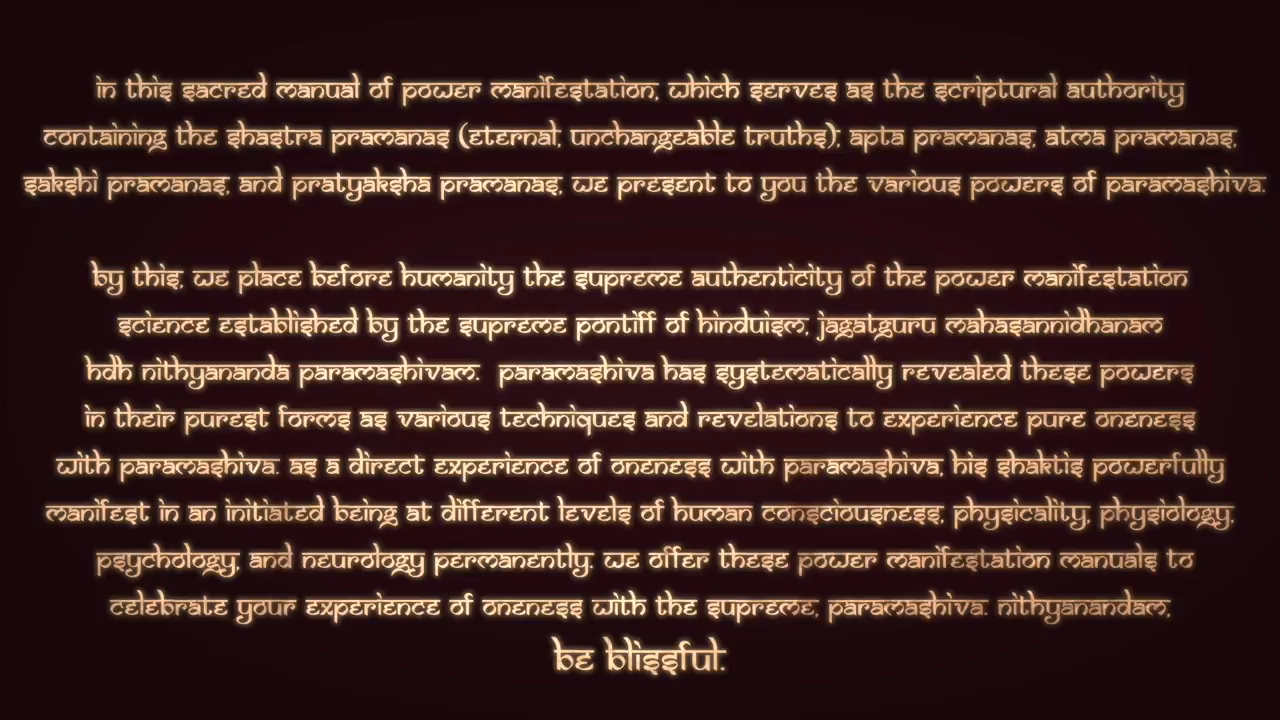 in this sacred manual of power manifestation, which serves as the scriptural authority
containing the shastra pramanas (eternal, unchangeable truths); apta pramanas, atma pramanas,
sakshi pramanas, and pratyaksha pramanas, we present to you the various powers of paramashiva.
by this, we place before humanity the supreme authenticity of the power manifestation
science established by the supreme pontiff of hinduism, jagatguru mahasannidhanam
hdh nithyananda paramashivam. paramashiva has systematically revealed these powers
in their purest forms as various techniques and revelations to experience pure oneness
with paramashiva. as a direct experience of oneness with paramashiva, his shaktis powerfully
manifest in an initiated being at different levels of human consciousness, physicality, physiology,
psychology, and neurology permanently. we offer these power manifestation manuals to
celebrate your experience of oneness with the supreme, paramashiva. nithyanandam,
be blissful.